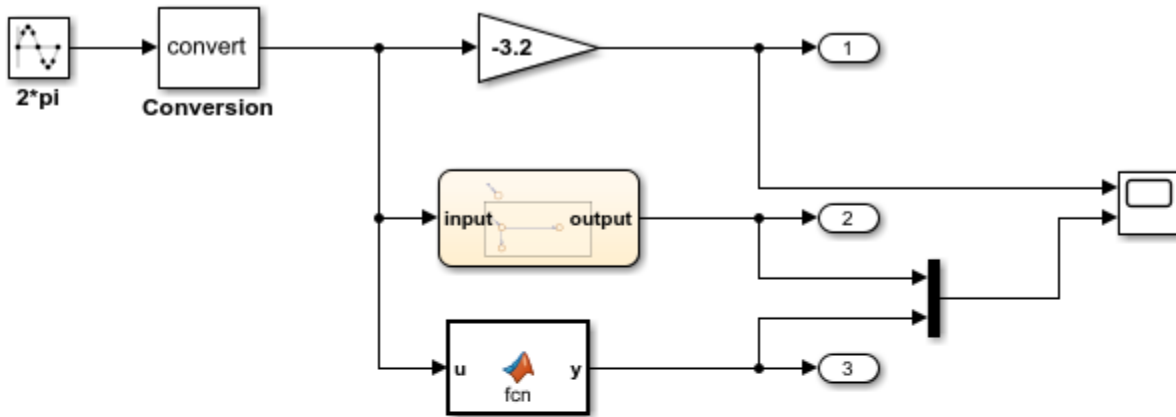 convert
2*pi
Conversion
-3.2
1
input
output
2
u
y
fcn
3